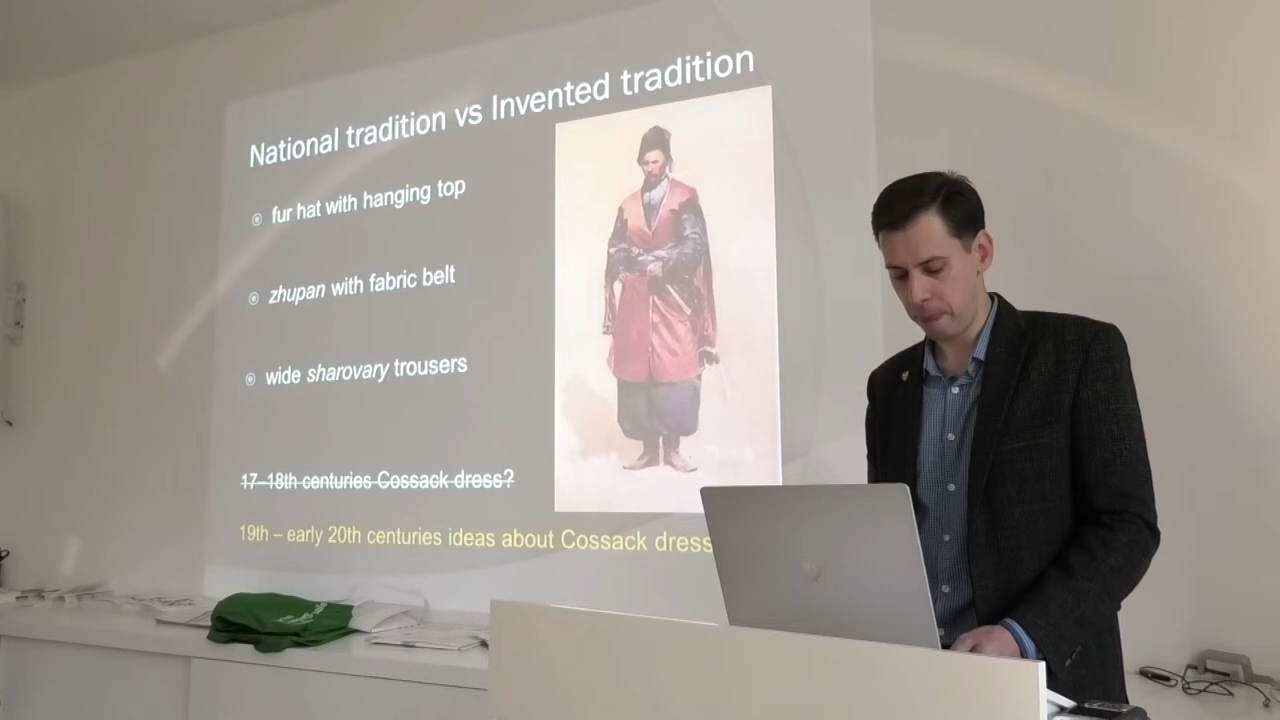 National tradition vs Invented tradition
fur hat with hanging top
zhupan with fabric belt
wide sharovary trousers
17–18th centuries Cossack dress?
19th – early 20th centuries ideas about Cossack dress